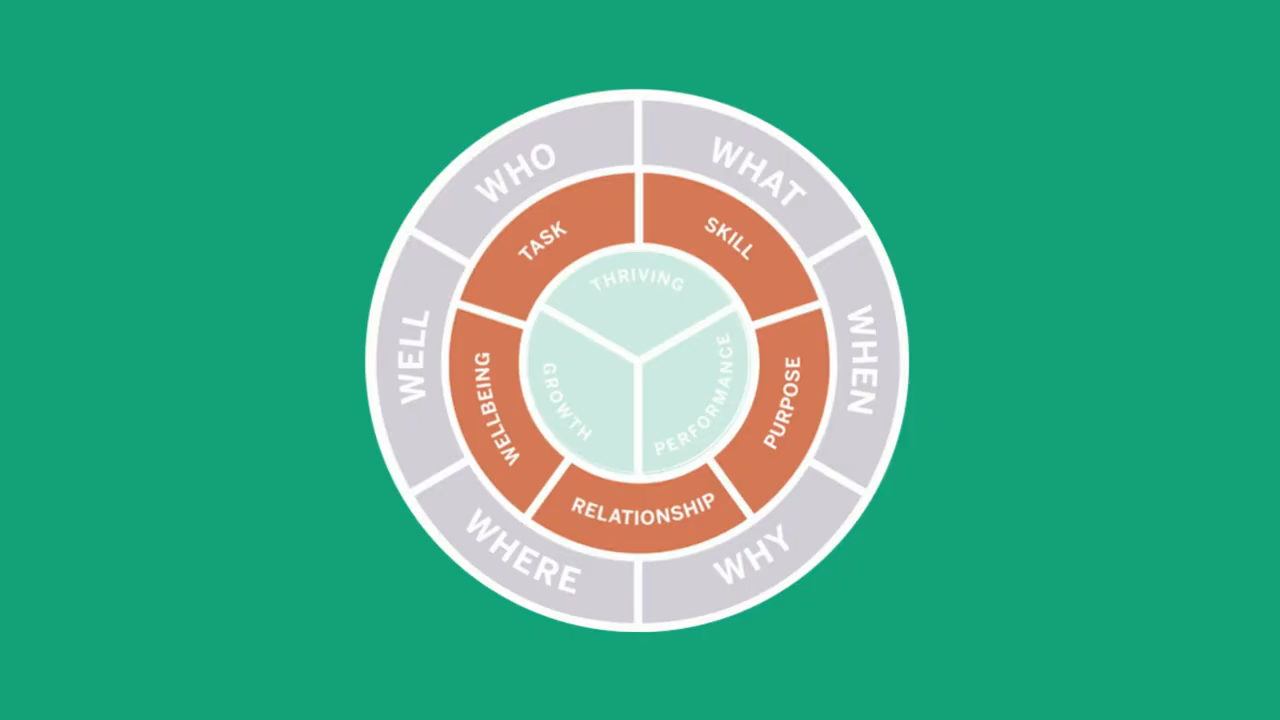 WHO
WHAT
WHEN
WHY
WHERE
WELL
TASK
SKILL
PURPOSE
RELATIONSHIP
WELLBEING
THRIVING
PERFORMANCE
GROWTH